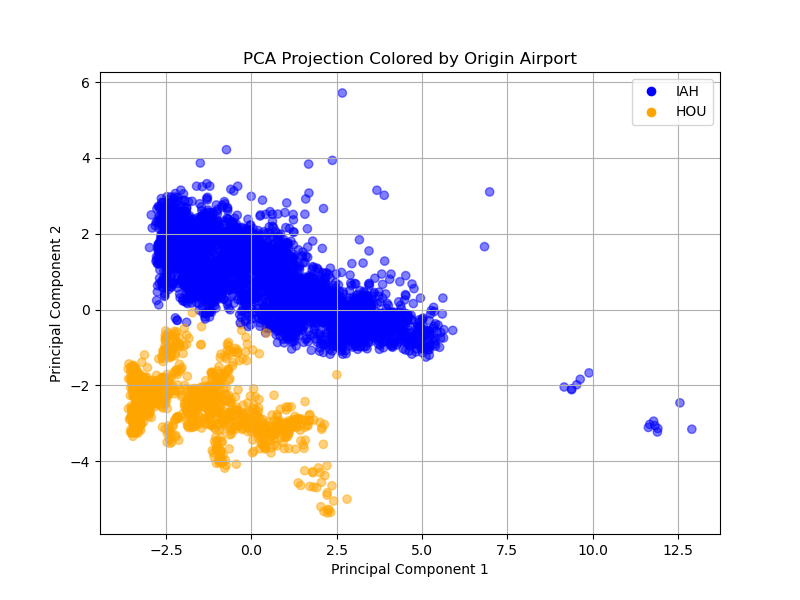 PCA Projection Colored by Origin Airport
IAH
HOU
6
4
2
0
−2
−4
Principal Component 2
−2.5 0.0 2.5 5.0 7.5 10.0 12.5
Principal Component 1